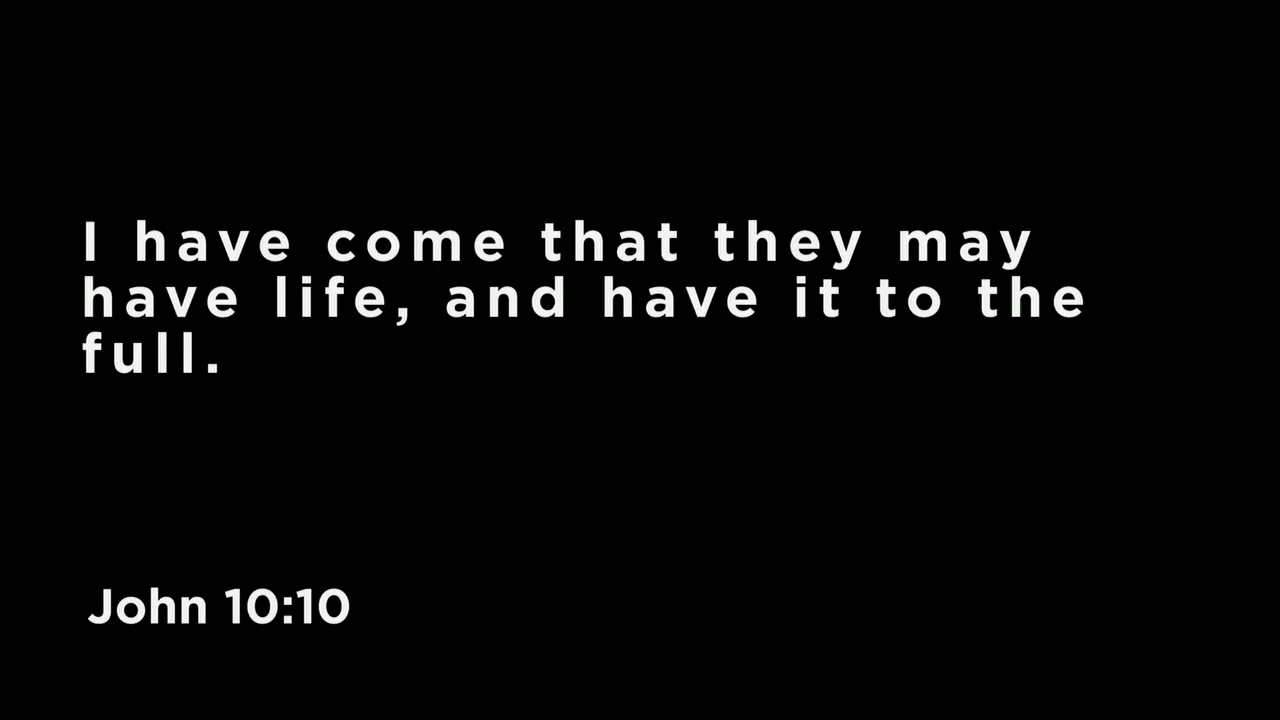 I have come that they may
have life, and have it to the
full.
John 10:10